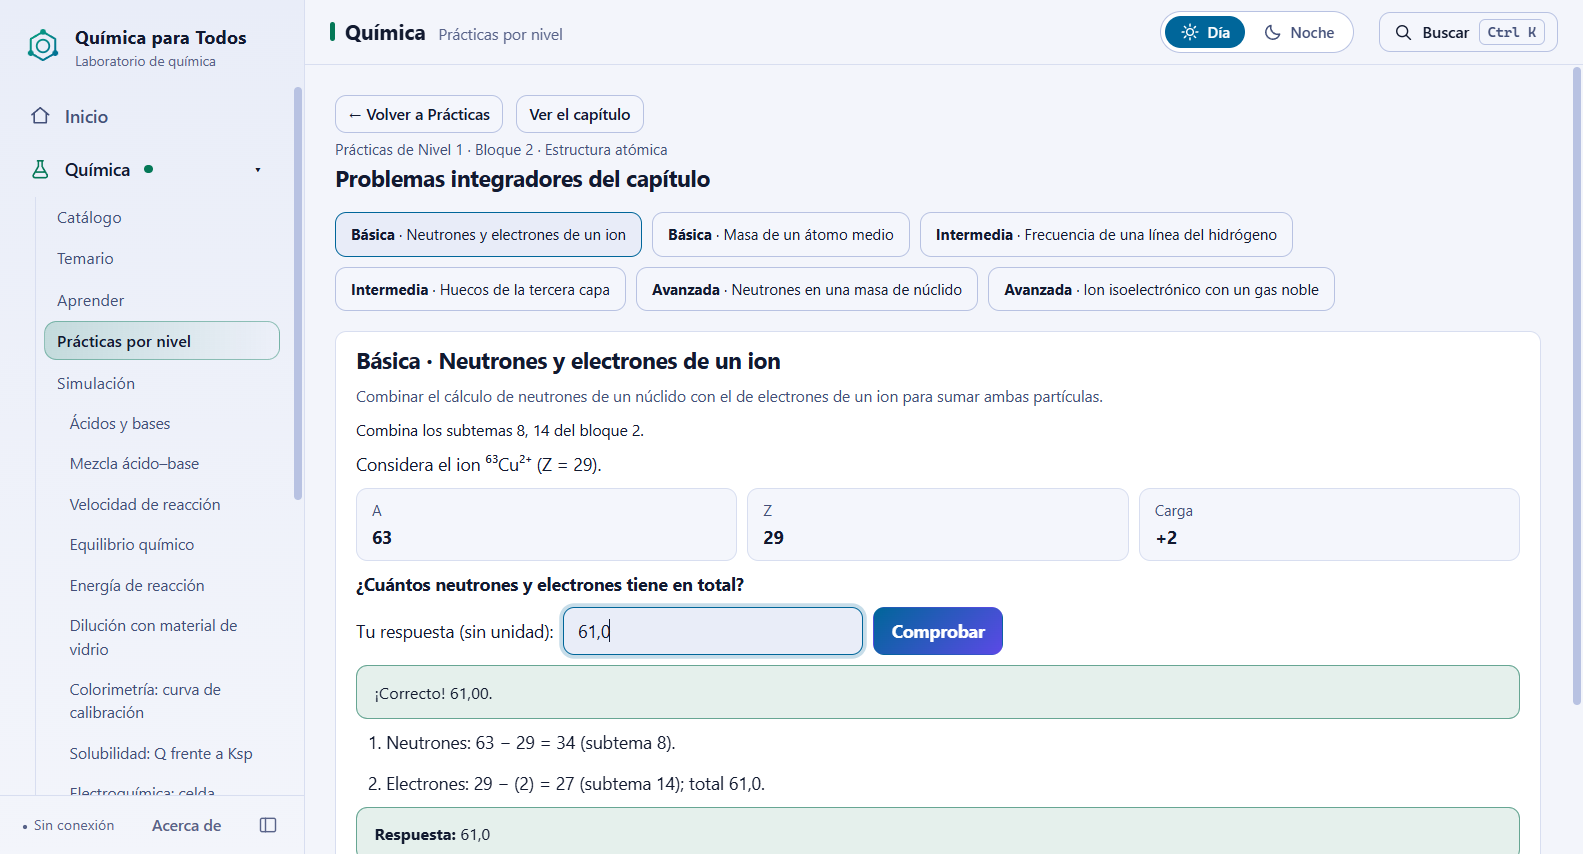 Química para Todos
Laboratorio de química
Inicio
Química
Catálogo
Temario
Aprender
Prácticas por nivel
Simulación
Ácidos y bases
Mezcla ácido–base
Velocidad de reacción
Equilibrio químico
Energía de reacción
Dilución con material de
vidrio
Colorimetría: curva de
calibración
Solubilidad: Q frente a Ksp
Electroquímica: celda
Sin conexión
Acerca de
Química Prácticas por nivel
Día
Noche
Buscar Ctrl K
← Volver a Prácticas
Ver el capítulo
Prácticas de Nivel 1 · Bloque 2 · Estructura atómica
Problemas integradores del capítulo
Básica · Neutrones y electrones de un ion
Básica · Masa de un átomo medio
Intermedia · Frecuencia de una línea del hidrógeno
Intermedia · Huecos de la tercera capa
Avanzada · Neutrones en una masa de núclido
Avanzada · Ion isoelectrónico con un gas noble
Básica · Neutrones y electrones de un ion
Combinar el cálculo de neutrones de un núclido con el de electrones de un ion para sumar ambas partículas.
Combina los subtemas 8, 14 del bloque 2.
Considera el ion ⁶³Cu²⁺ (Z = 29).
A
63
Z
29
Carga
+2
¿Cuántos neutrones y electrones tiene en total?
Tu respuesta (sin unidad): 61,0
Comprobar
¡Correcto! 61,00.
1. Neutrones: 63 − 29 = 34 (subtema 8).
2. Electrones: 29 − (2) = 27 (subtema 14); total 61,0.
Respuesta: 61,0